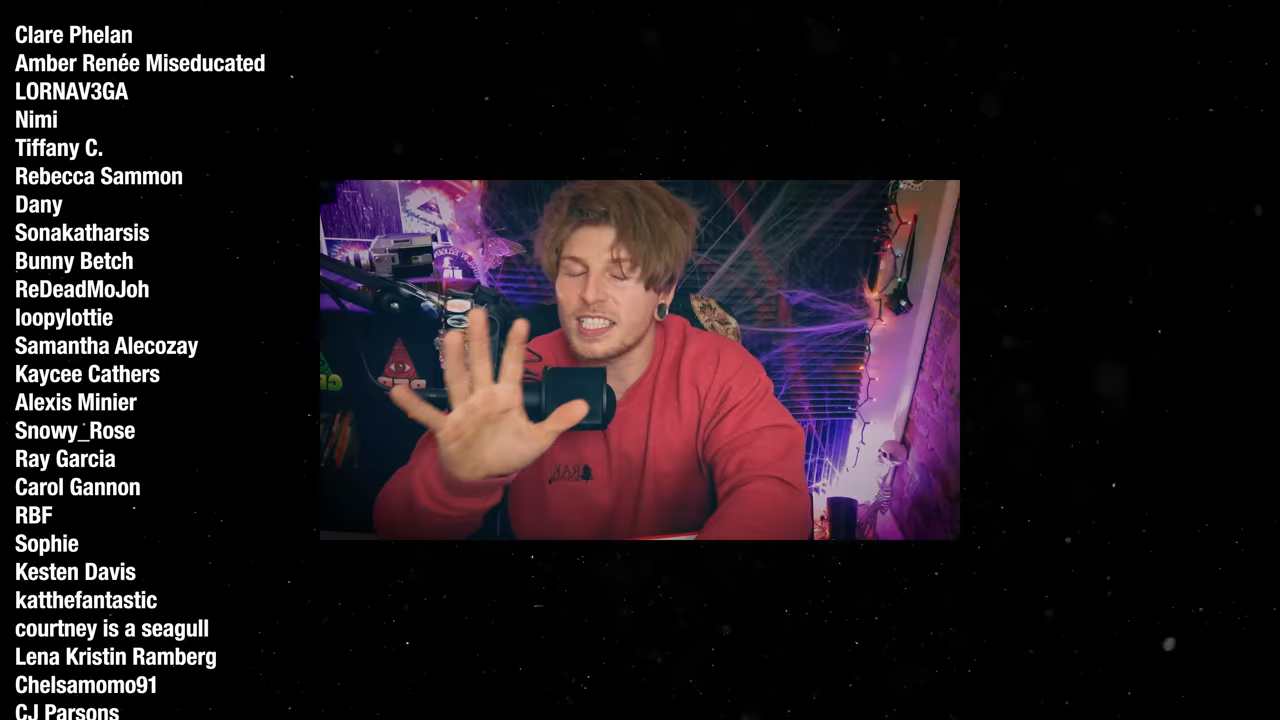 Clare Phelan
Amber Renée Miseducated
LORNAV3GA
Nimi
Tiffany C.
Rebecca Sammon
Dany
Sonakatharsis
Bunny Betch
ReDeadMoJoh
loopylottie
Samantha Alecozay
Kaycee Cathers
Alexis Minier
Snowy_Rose
Ray Garcia
Carol Gannon
RBF
Sophie
Kesten Davis
katthefantastic
courtney is a seagull
Lena Kristin Ramberg
Chelsamomo91
CJ Parsons